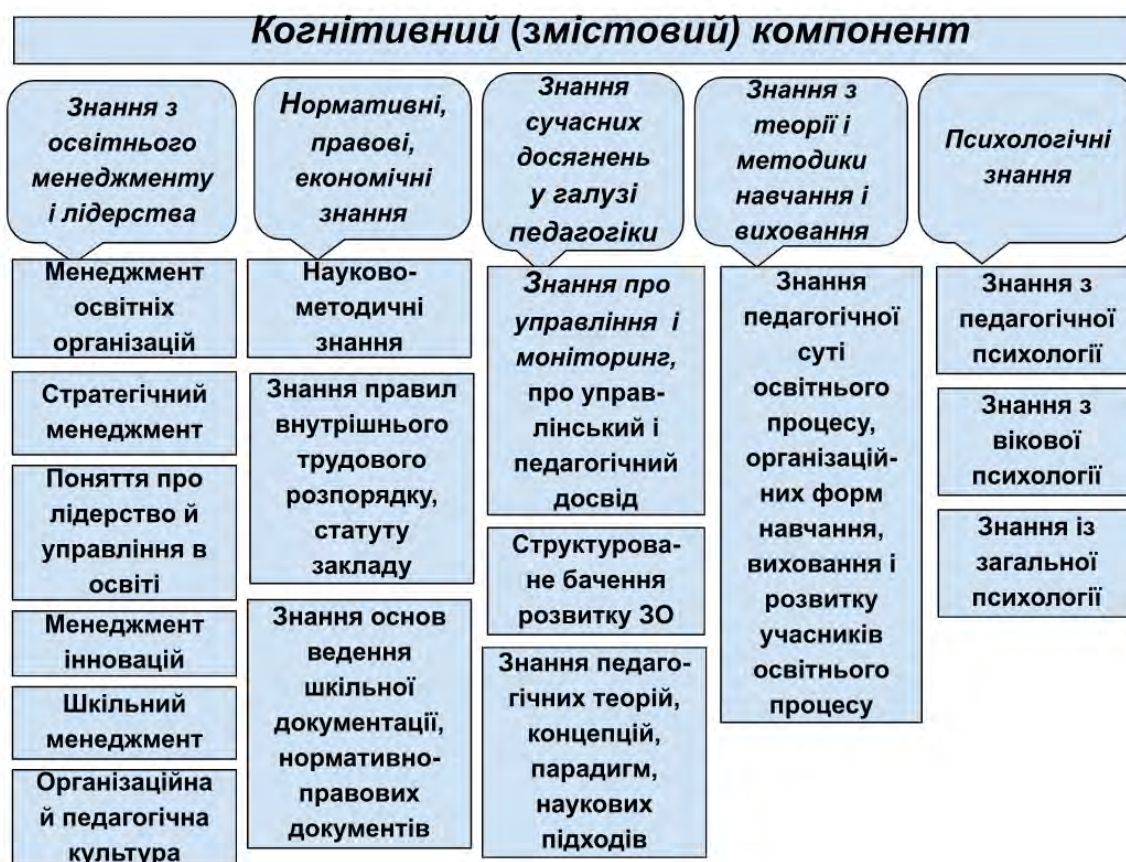 Когнітивний (змістовий) компонент
Знання з
освітнього
менеджменту
і лідерства
Менеджмент
освітніх
організацій
Стратегічний
менеджмент
Поняття про
лідерство й
управління в
освіті
Менеджмент
інновацій
Шкільний
менеджмент
Організаційна
й педагогічна
культура
Нормативні,
правові,
економічні
знання
Науково-
методичні
знання
Знання правил
внутрішнього
трудового
розпорядку,
статуту
закладу
Знання основ
ведення
шкільної
документації,
нормативно-
правових
документів
Знання
сучасних
досягнень
у галузі
педагогіки
Знання про
управління і
моніторинг,
про управ-
лінський і
педагогічний
досвід
Структурова-
не бачення
розвитку ЗО
Знання педаго-
гічних теорій,
концепцій,
парадигм,
наукових
підходів
Знання з
теорії і
методики
навчання і
виховання
Знання
педагогічної
суті
освітнього
процесу,
організацій-
них форм
навчання,
виховання і
розвитку
учасників
освітнього
процесу
Психологічні
знання
Знання з
педагогічної
психології
Знання з
вікової
психології
Знання із
загальної
психології